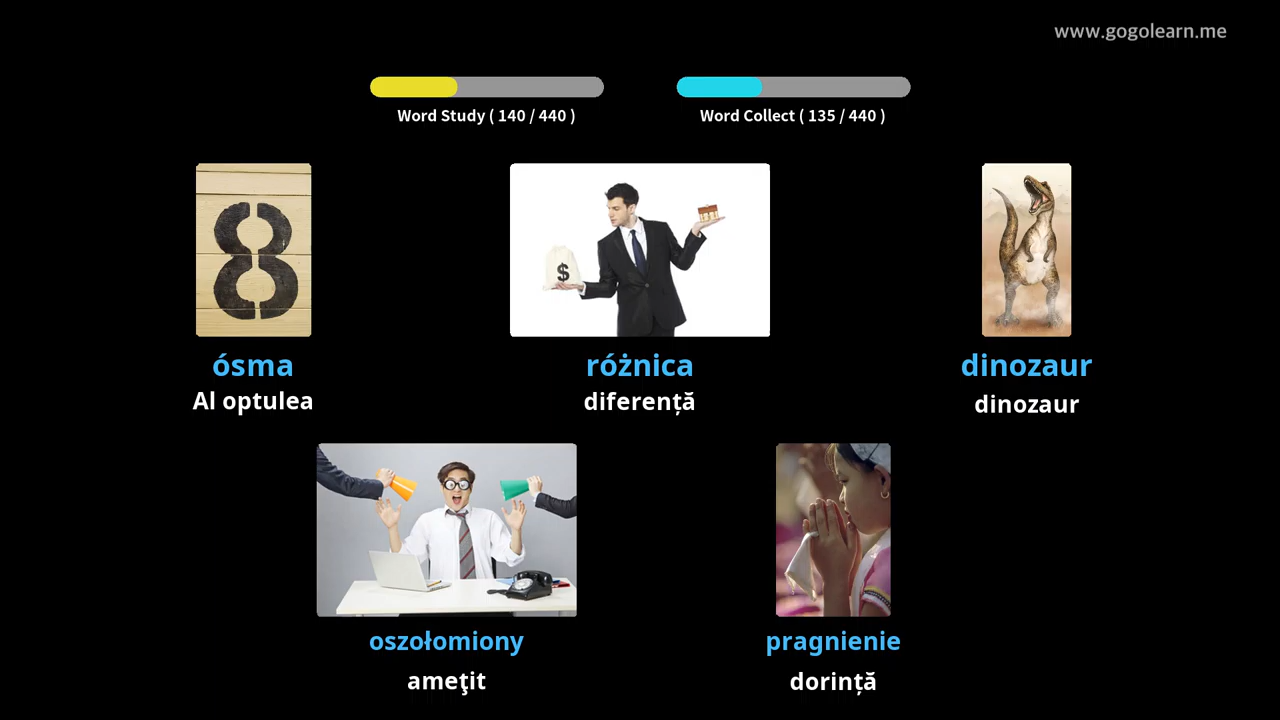 www.gogolearn.me
Word Study ( 140 / 440 )
Word Collect ( 135 / 440 )
8
$
ósma
Al optulea
różnica
diferență
dinozaur
dinozaur
oszołomiony
ameţit
pragnienie
dorință